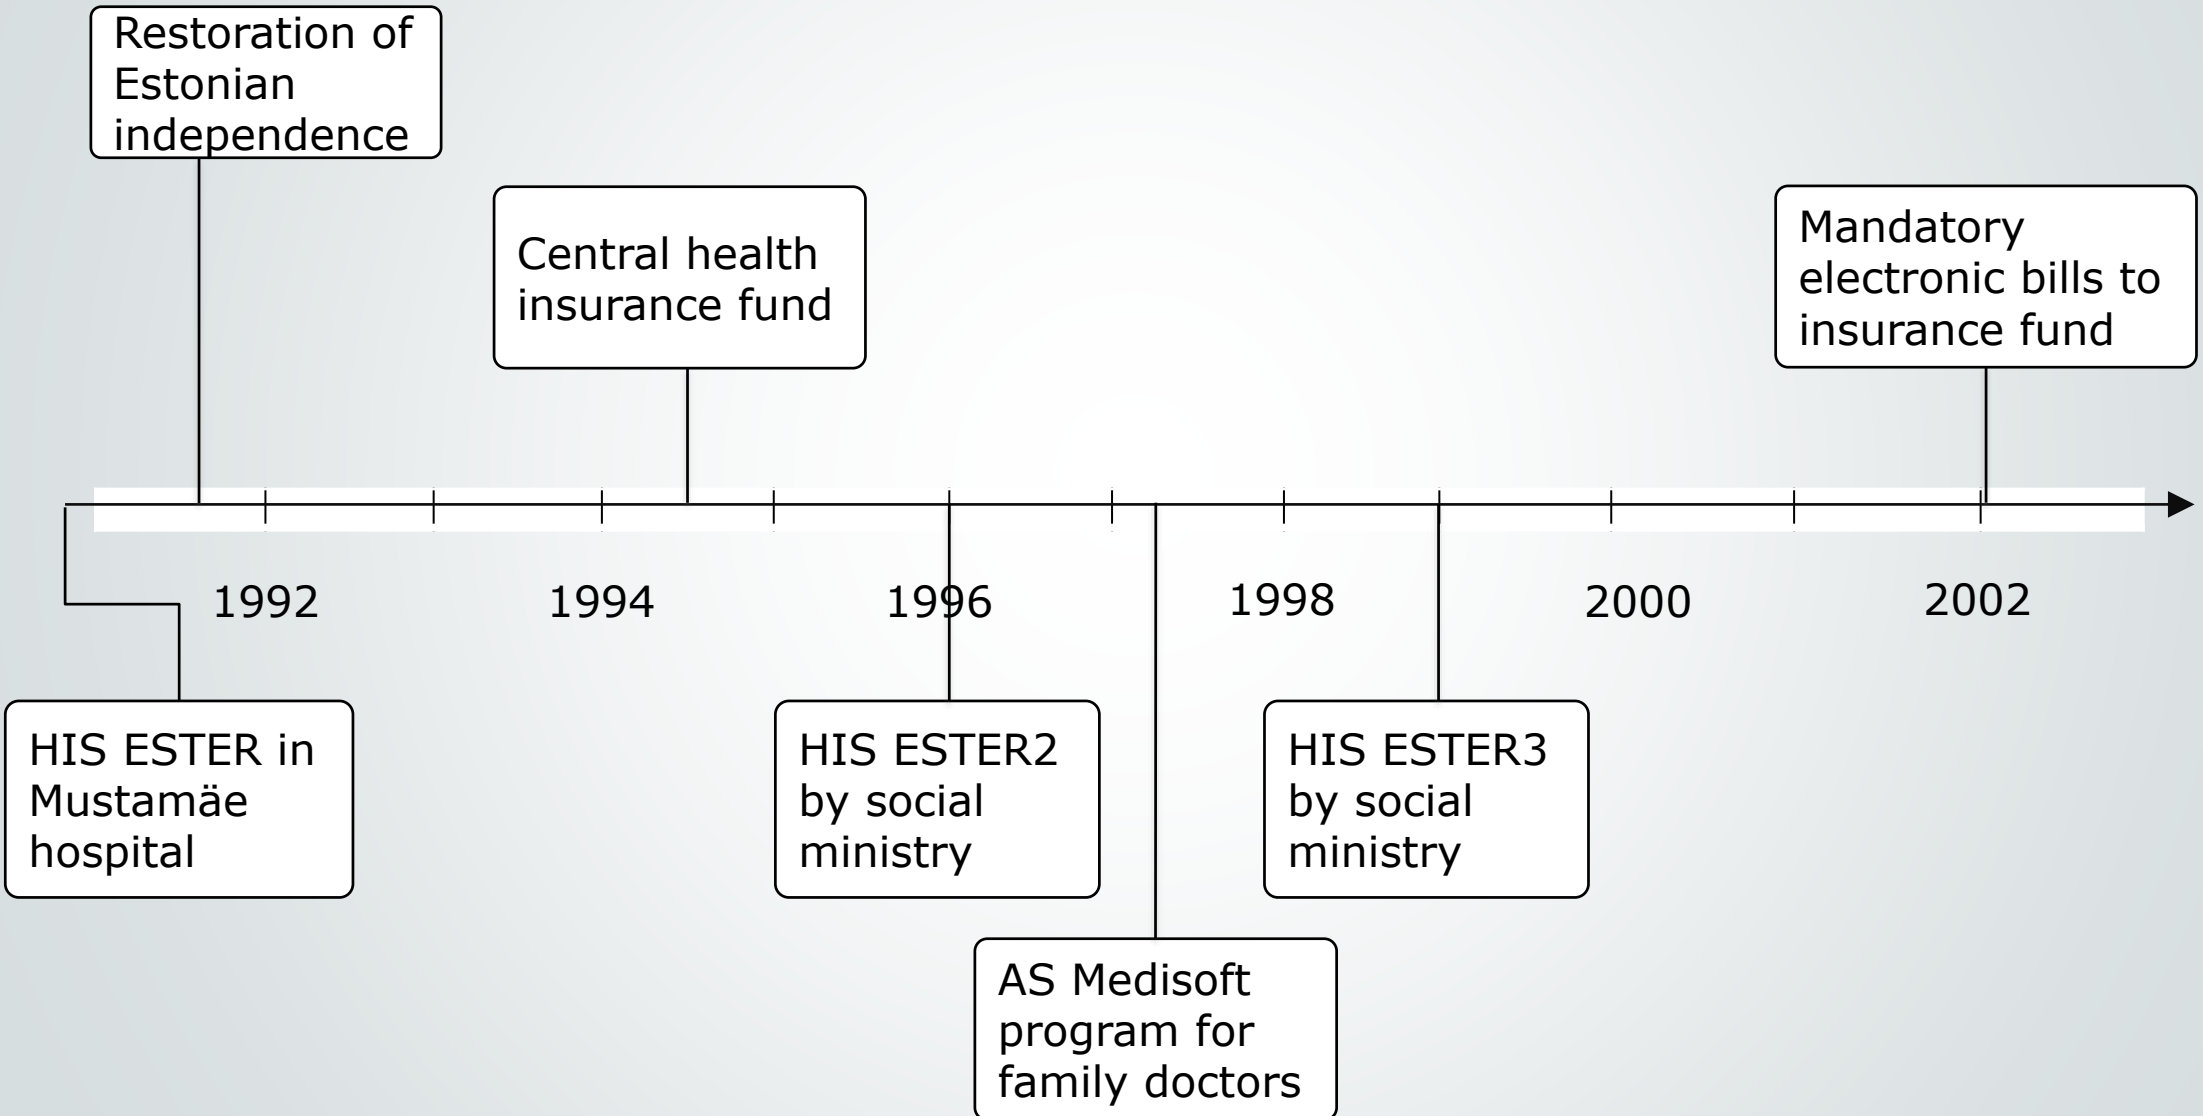 Restoration of
Estonian
independence
Central health
insurance fund
Mandatory
electronic bills to
insurance fund
1992
1994
1996
1998
2000
2002
HIS ESTER in
Mustamäe
hospital
HIS ESTER2
by social
ministry
HIS ESTER3
by social
ministry
AS Medisoft
program for
family doctors